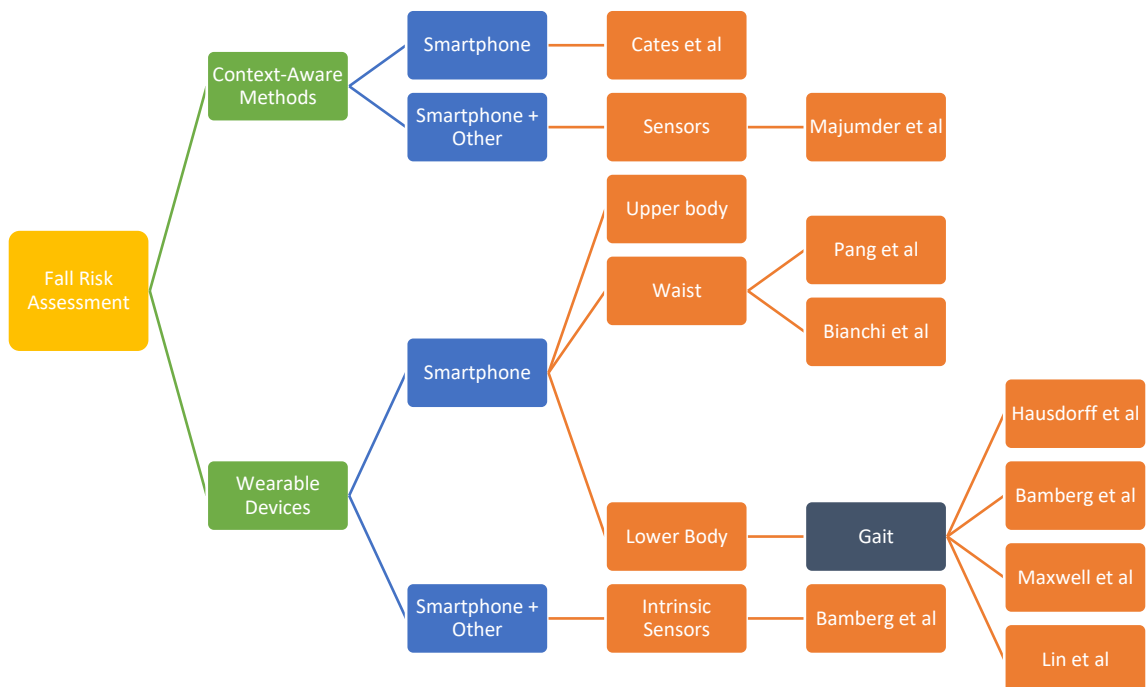 Fall Risk
Assessment
Context-Aware
Methods
Smartphone
Cates et al
Smartphone +
Other
Sensors
Majumder et al
Wearable
Devices
Smartphone
Upper body
Waist
Pang et al
Bianchi et al
Lower Body
Gait
Hausdorff et al
Bamberg et al
Maxwell et al
Lin et al
Smartphone +
Other
Intrinsic
Sensors
Bamberg et al